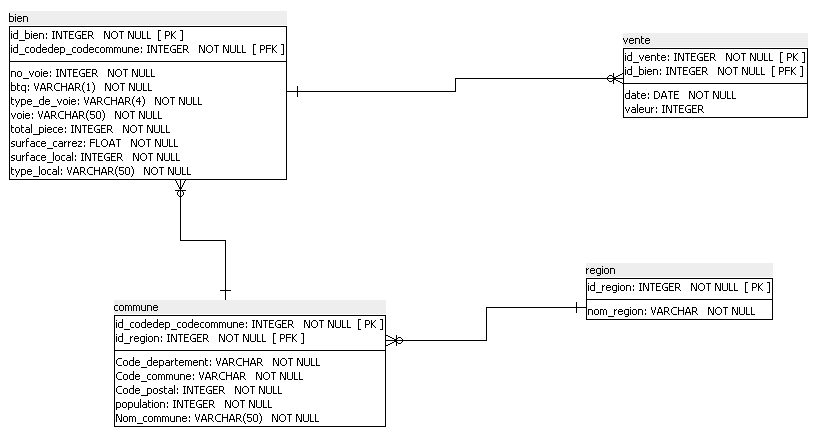 bien
id_bien: INTEGER NOT NULL [ PK ]
id_codedep_codecommune: INTEGER NOT NULL [ PFK ]
no_voie: INTEGER NOT NULL
btq: VARCHAR(1) NOT NULL
type_de_voie: VARCHAR(4) NOT NULL
voie: VARCHAR(50) NOT NULL
total_piece: INTEGER NOT NULL
surface_carrez: FLOAT NOT NULL
surface_local: INTEGER NOT NULL
type_local: VARCHAR(50) NOT NULL
vente
id_vente: INTEGER NOT NULL [ PK ]
id_bien: INTEGER NOT NULL [ PFK ]
date: DATE NOT NULL
valeur: INTEGER
region
id_region: INTEGER NOT NULL [ PK ]
nom_region: VARCHAR NOT NULL
commune
id_codedep_codecommune: INTEGER NOT NULL [ PK ]
id_region: INTEGER NOT NULL [ PFK ]
Code_departement: VARCHAR NOT NULL
Code_commune: VARCHAR NOT NULL
Code_postal: INTEGER NOT NULL
population: INTEGER NOT NULL
Nom_commune: VARCHAR(50) NOT NULL